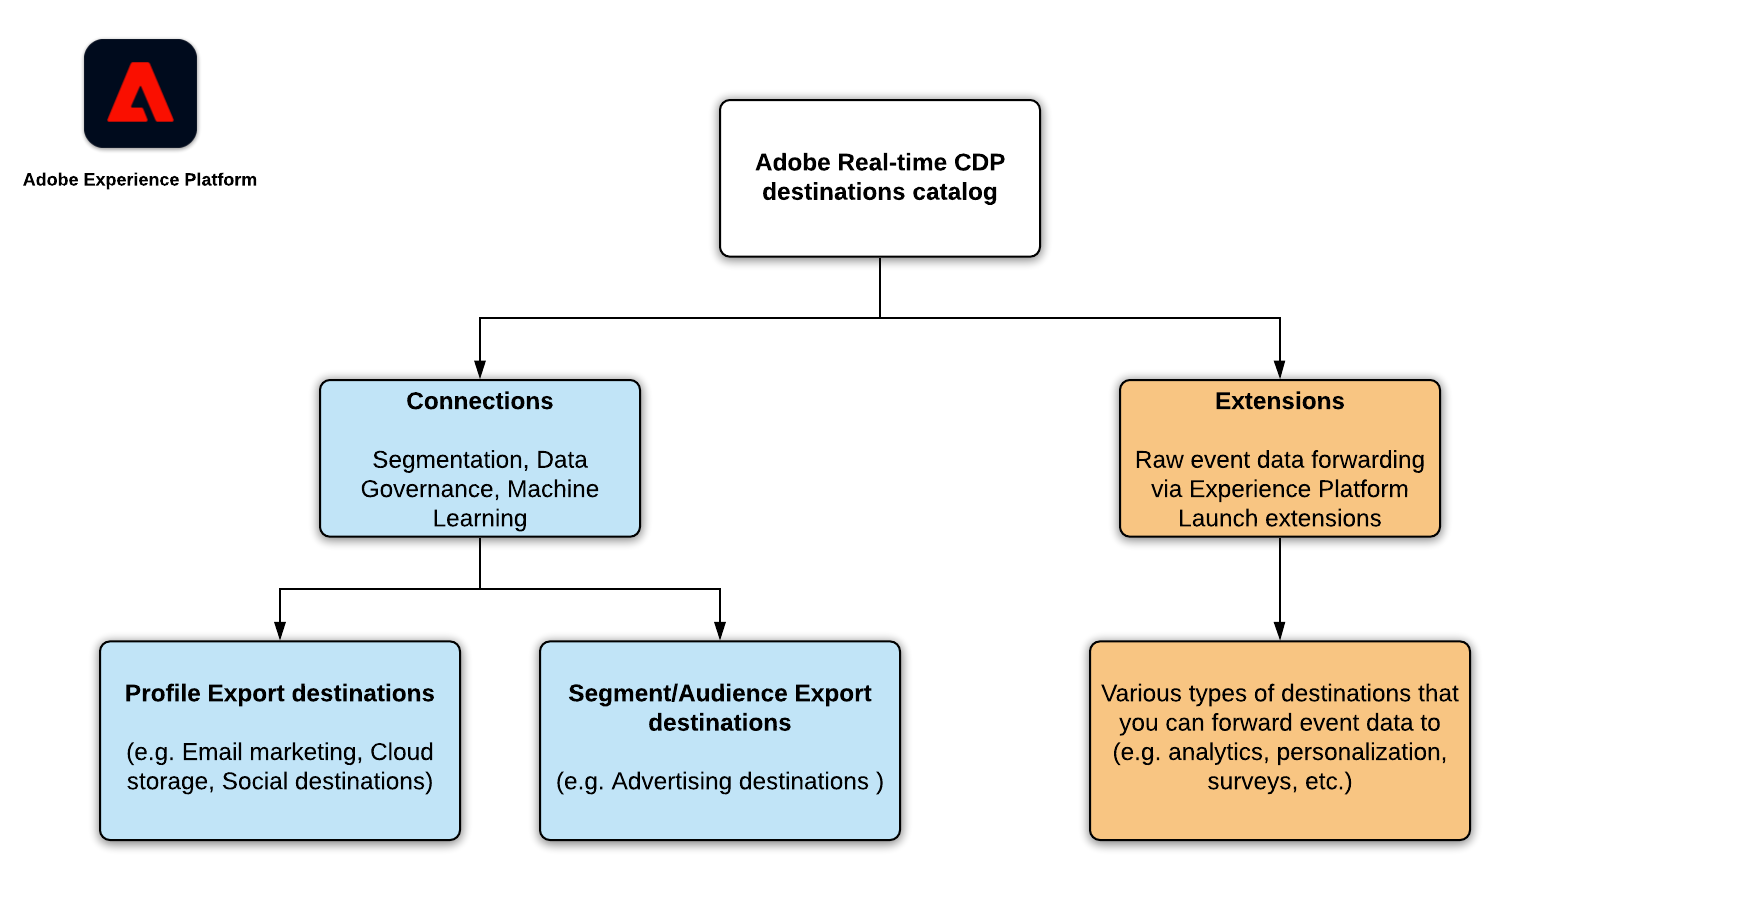 Adobe Experience Platform
Adobe Real-time CDP
destinations catalog
Connections
Segmentation, Data
Governance, Machine
Learning
Extensions
Raw event data forwarding
via Experience Platform
Launch extensions
Profile Export destinations
(e.g. Email marketing, Cloud
storage, Social destinations)
Segment/Audience Export
destinations
(e.g. Advertising destinations )
Various types of destinations that
you can forward event data to
(e.g. analytics, personalization,
surveys, etc.)